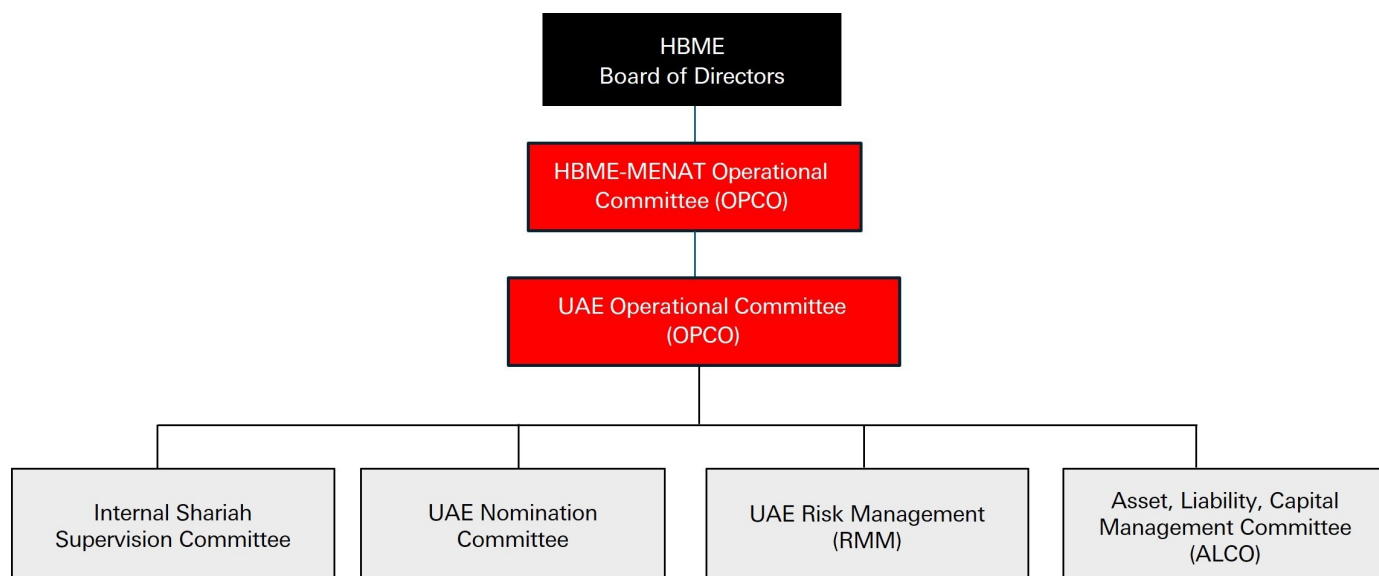 HBME
Board of Directors
HBME-MENAT Operational
Committee (OPCO)
UAE Operational Committee
(OPCO)
Internal Shariah
Supervision Committee
UAE Nomination
Committee
UAE Risk Management
(RMM)
Asset, Liability, Capital
Management Committee
(ALCO)